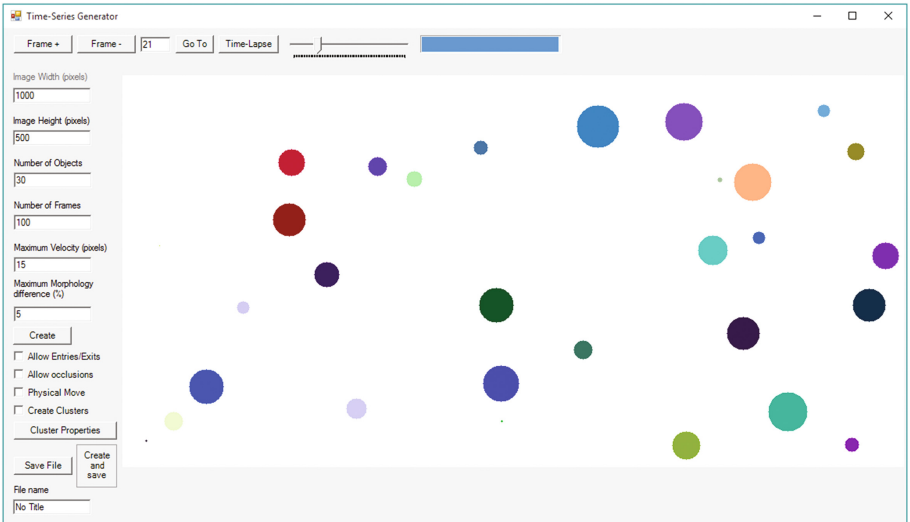 Time-Series Generator
Frame + Frame - 21 Go To Time-Lapse
Image Width (pixels)
1000
Image Height (pixels)
500
Number of Objects
30
Number of Frames
100
Maximum Velocity (pixels)
15
Maximum Morphology
difference (%)
5
Create
Allow Entries/Exits
Allow occlusions
Physical Move
Create Clusters
Cluster Properties
Save File
Create
and
save
File name
No Title